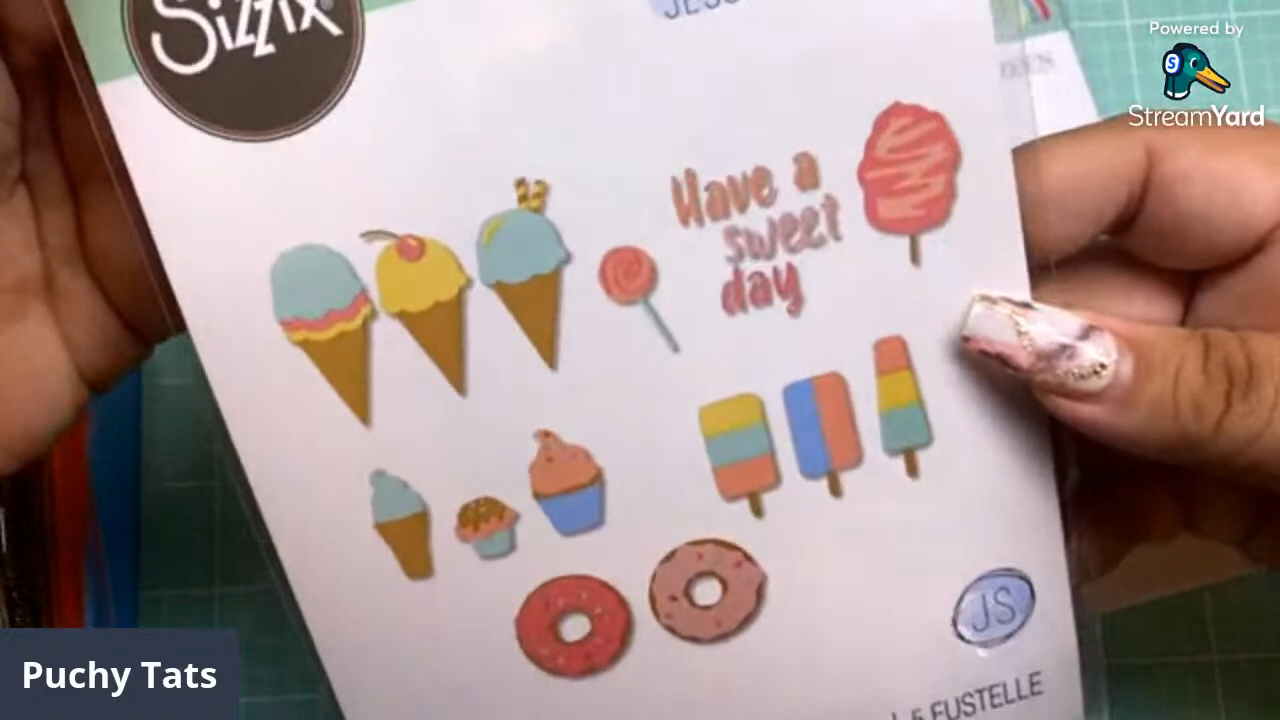 Sizzix
Powered by
StreamYard
Have a
sweet
day
JS
FUSTELLE
Puchy Tats